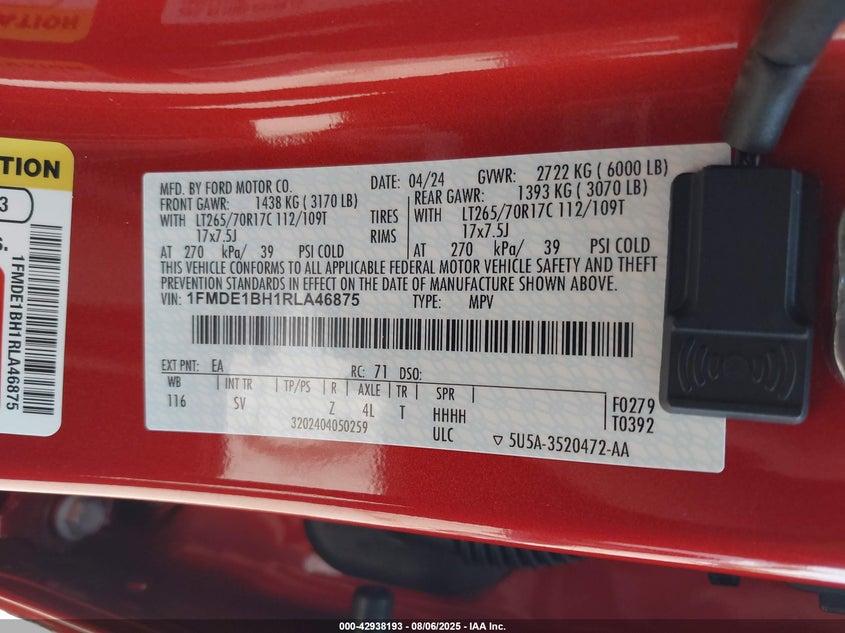 TION
3
S.
1FMDE1BH1RLA46875
MFD. BY FORD MOTOR CO. DATE: 04/24 GVWR: 2722 KG ( 6000 LB)
FRONT GAWR: 1438 KG ( 3170 LB) REAR GAWR: 1393 KG ( 3070 LB)
WITH LT265/70R17C 112/109T TIRES WITH LT265/70R17C 112/109T
17x7.5J RIMS 17x7.5J
AT 270 kPa/ 39 PSI COLD AT 270 kPa/ 39 PSI COLD
THIS VEHICLE CONFORMS TO ALL APPLICABLE FEDERAL MOTOR VEHICLE SAFETY AND THEFT
PREVENTION STANDARDS IN EFFECT ON THE DATE OF MANUFACTURE SHOWN ABOVE.
VIN: 1FMDE1BH1RLA46875 TYPE: MPV
EXT PNT: EA RC: 71 DSO:
WB INT TR TP/PS R AXLE TR SPR
116 SV Z 4L T HHHH F0279
3202404050259 ULC T0392
▽ 5U5A-3520472-AA
000-42938193 - 08/06/2025 - IAA Inc.